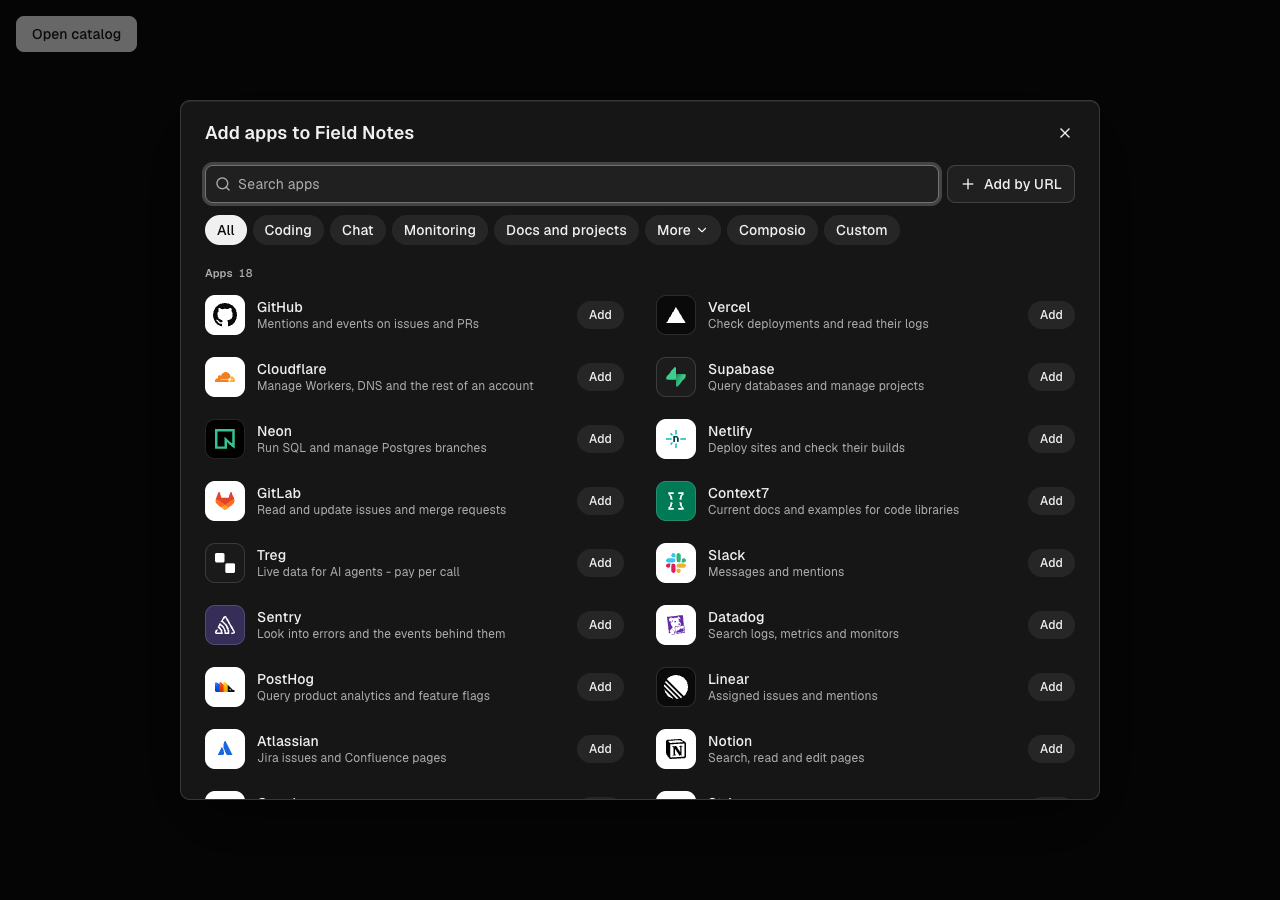 Open catalog
Add apps to Field Notes
Search apps
Add by URL
All
Coding
Chat
Monitoring
Docs and projects
More
Composio
Custom
Apps 18
GitHub
Mentions and events on issues and PRs
Add
Vercel
Check deployments and read their logs
Add
Cloudflare
Manage Workers, DNS and the rest of an account
Add
Supabase
Query databases and manage projects
Add
Neon
Run SQL and manage Postgres branches
Add
Netlify
Deploy sites and check their builds
Add
GitLab
Read and update issues and merge requests
Add
Context7
Current docs and examples for code libraries
Add
Treg
Live data for AI agents - pay per call
Add
Slack
Messages and mentions
Add
Sentry
Look into errors and the events behind them
Add
Datadog
Search logs, metrics and monitors
Add
PostHog
Query product analytics and feature flags
Add
Linear
Assigned issues and mentions
Add
Atlassian
Jira issues and Confluence pages
Add
Notion
Search, read and edit pages
Add